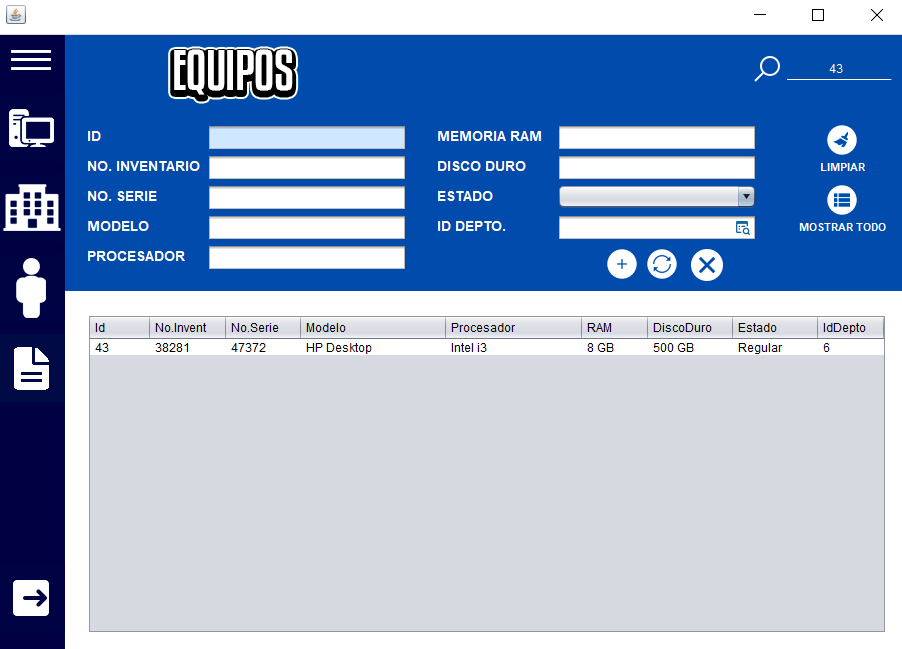 EQUIPOS
43
ID
NO. INVENTARIO
NO. SERIE
MODELO
PROCESADOR
MEMORIA RAM
DISCO DURO
ESTADO
ID DEPTO.
LIMPIAR
MOSTRAR TODO
Id No.Invent No.Serie Modelo Procesador RAM DiscoDuro Estado IdDepto
43 38281 47372 HP Desktop Intel i3 8 GB 500 GB Regular 6